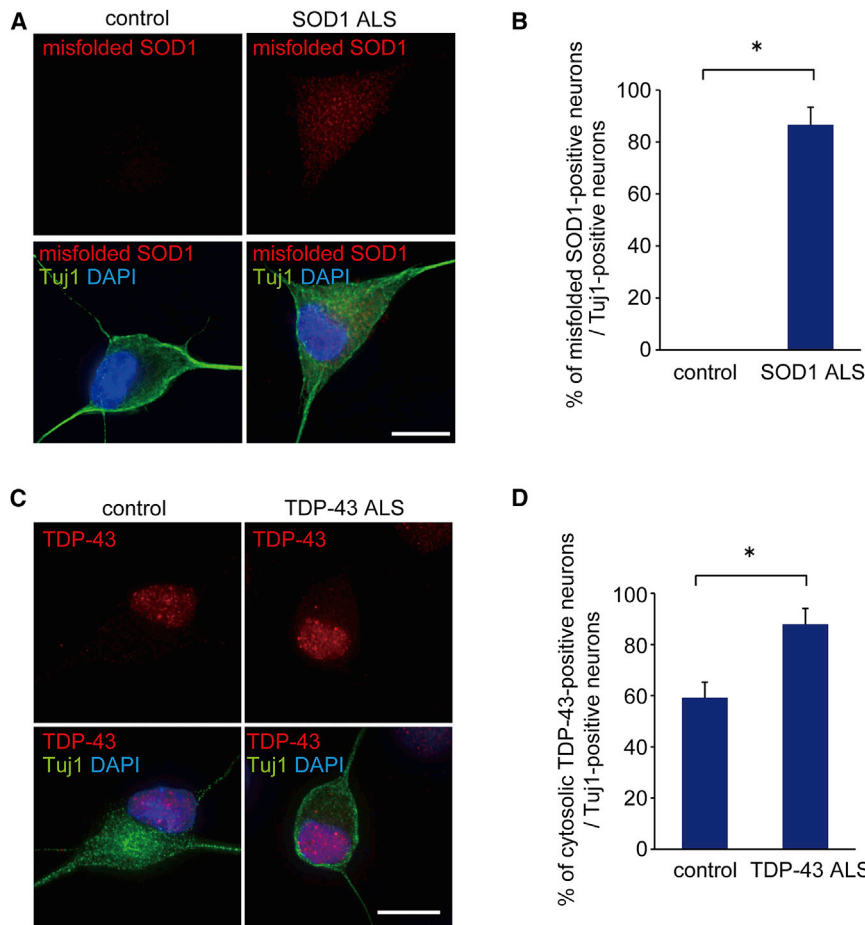 A
control
SOD1 ALS
misfolded SOD1
misfolded SOD1
misfolded SOD1
Tuj1 DAPI
misfolded SOD1
Tuj1 DAPI
B
*
% of misfolded SOD1-positive neurons
/ Tuj1-positive neurons
100
80
60
40
20
0
control
SOD1 ALS
C
control
TDP-43 ALS
TDP-43
TDP-43
TDP-43
Tuj1 DAPI
TDP-43
Tuj1 DAPI
D
*
% of cytosolic TDP-43-positive neurons
/ Tuj1-positive neurons
100
80
60
40
20
0
control
TDP-43 ALS